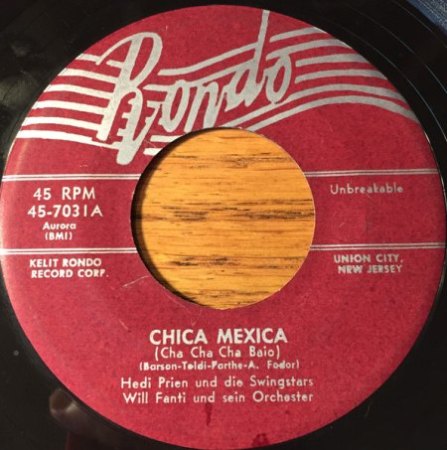 Rondo
45 RPM
45-7031A
Aurora
(BMI)
Unbreakable
KELIT RONDO
RECORD CORP.
UNION CITY,
NEW JERSEY
CHICA MEXICA
(Cha Cha Cha Baio)
(Barson-Toldi-Parthe-A. Fodor)
Hedi Prien und die Swingstars
Will Fanti und sein Orchester